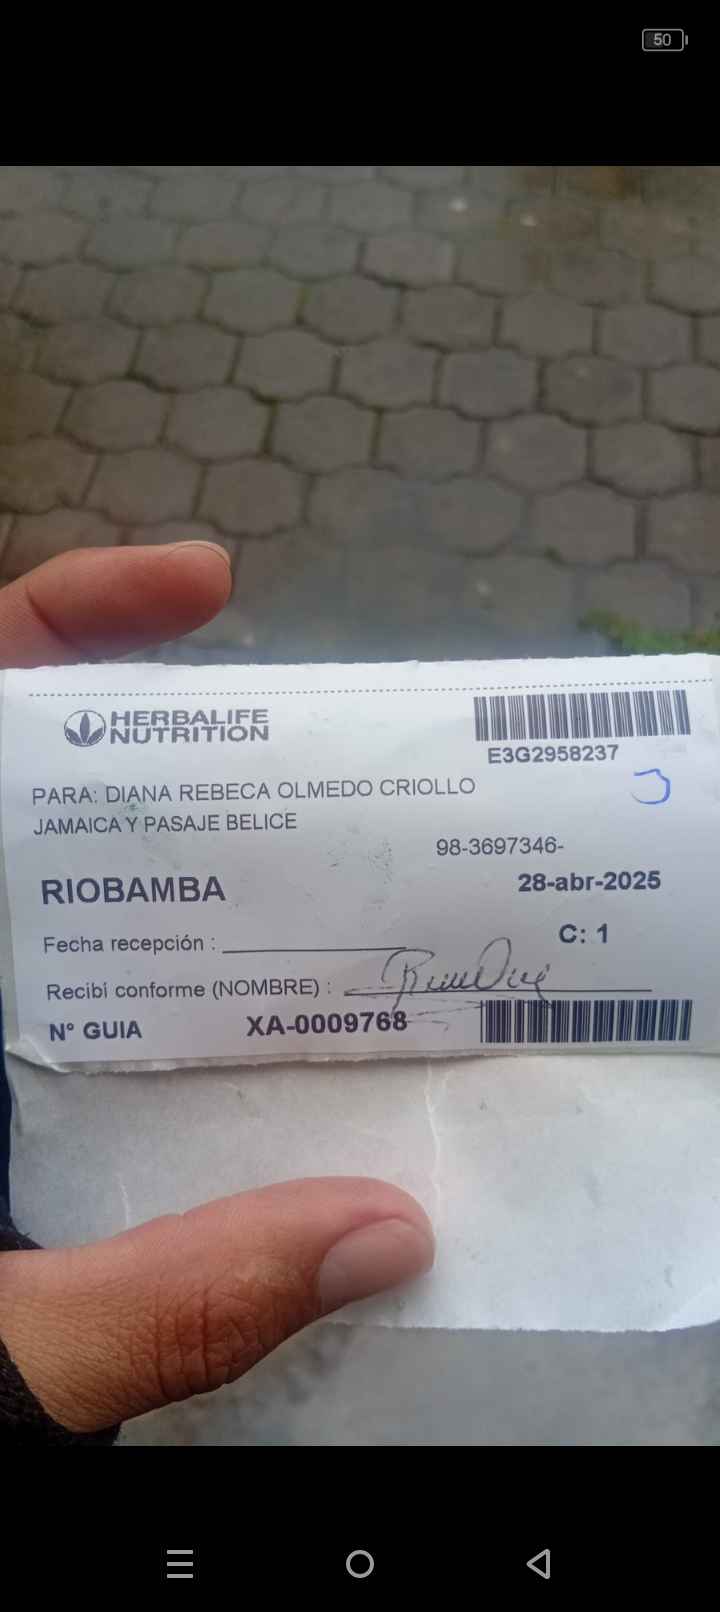 50
HERBALIFE
NUTRITION
E3G2958237
PARA: DIANA REBECA OLMEDO CRIOLLO
JAMAICA Y PASAJE BELICE
98-3697346-
RIOBAMBA
28-abr-2025
Fecha recepción :
C: 1
Recibi conforme (NOMBRE) :
N° GUIA XA-0009768